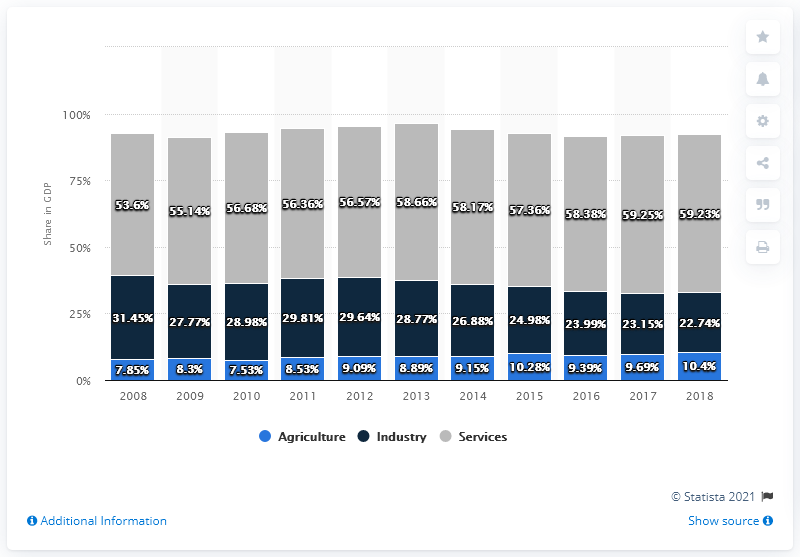 100%
75%
50%
25%
0%
Share in GDP
53.6% 55.14% 56.68% 56.36% 56.57% 58.66% 58.17% 57.36% 58.38% 59.25% 59.23%
31.45% 27.77% 28.98% 29.81% 29.64% 28.77% 26.88% 24.98% 23.99% 23.15% 22.74%
7.85% 8.3% 7.53% 8.53% 9.09% 8.89% 9.15% 10.28% 9.39% 9.69% 10.4%
2008 2009 2010 2011 2012 2013 2014 2015 2016 2017 2018
Agriculture Industry Services
© Statista 2021
Additional Information Show source